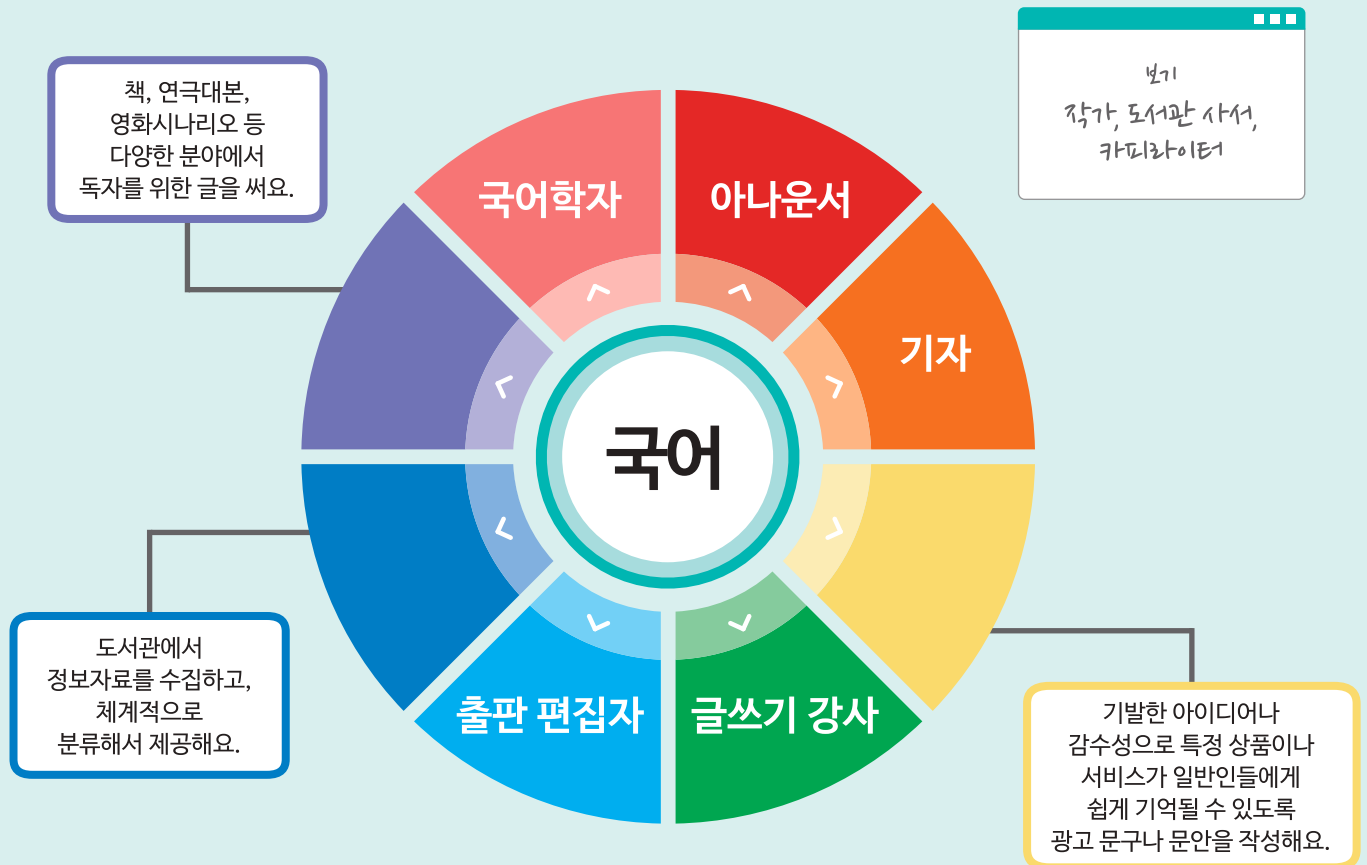 책, 연극대본,
영화시나리오 등
다양한 분야에서
독자를 위한 글을 써요.
보기
작가, 도서관 사서,
카피라이터
국어학자
아나운서
기자
국어
출판 편집자
글쓰기 강사
도서관에서
정보자료를 수집하고,
체계적으로
분류해서 제공해요.
기발한 아이디어나
감수성으로 특정 상품이나
서비스가 일반인들에게
쉽게 기억될 수 있도록
광고 문구나 문안을 작성해요.